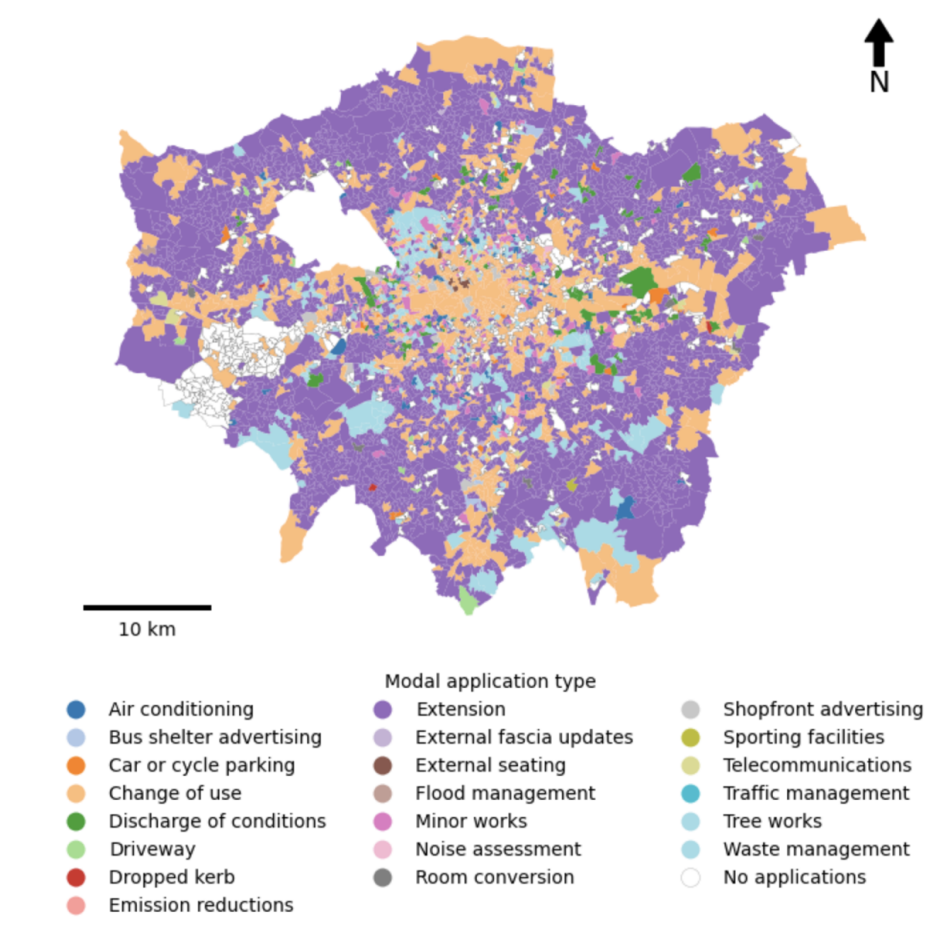 N
10 km
Modal application type
Air conditioning
Bus shelter advertising
Car or cycle parking
Change of use
Discharge of conditions
Driveway
Dropped kerb
Emission reductions
Extension
External fascia updates
External seating
Flood management
Minor works
Noise assessment
Room conversion
Shopfront advertising
Sporting facilities
Telecommunications
Traffic management
Tree works
Waste management
No applications